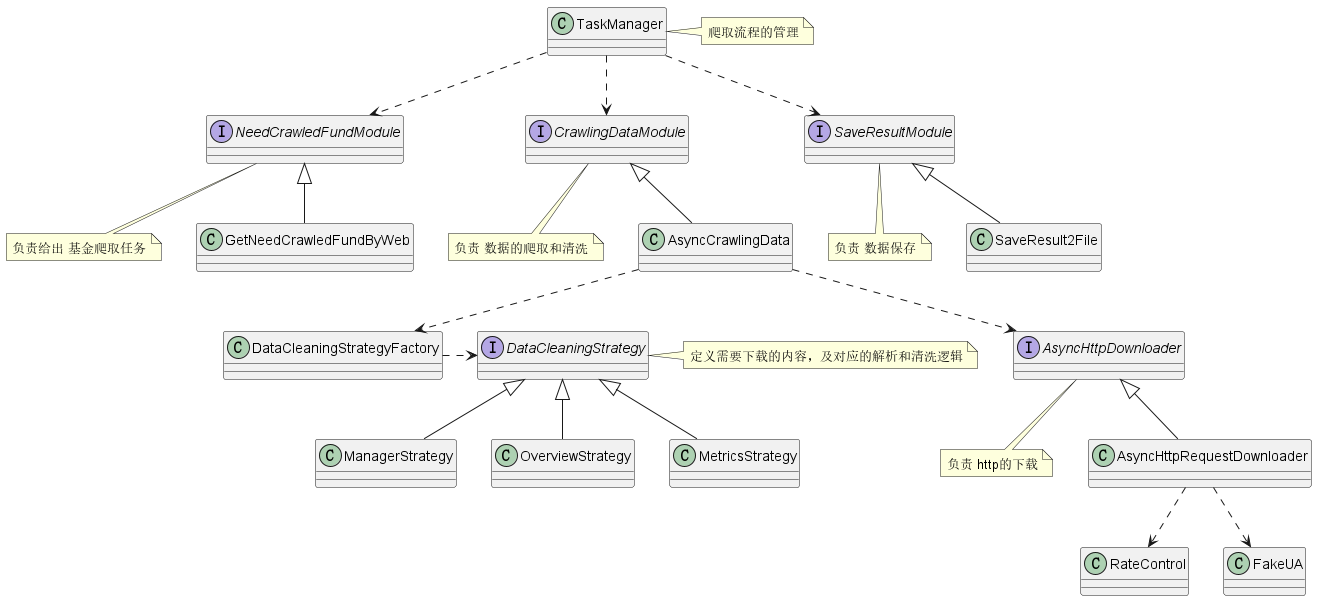 C TaskManager
爬取流程的管理
I NeedCrawledFundModule
I CrawlingDataModule
I SaveResultModule
负责给出 基金爬取任务
C GetNeedCrawledFundByWeb
负责 数据的爬取和清洗
C AsyncCrawlingData
负责 数据保存
C SaveResult2File
C DataCleaningStrategyFactory
I DataCleaningStrategy
定义需要下载的内容，及对应的解析和清洗逻辑
I AsyncHttpDownloader
C ManagerStrategy
C OverviewStrategy
C MetricsStrategy
负责 http的下载
C AsyncHttpRequestDownloader
C RateControl
C FakeUA